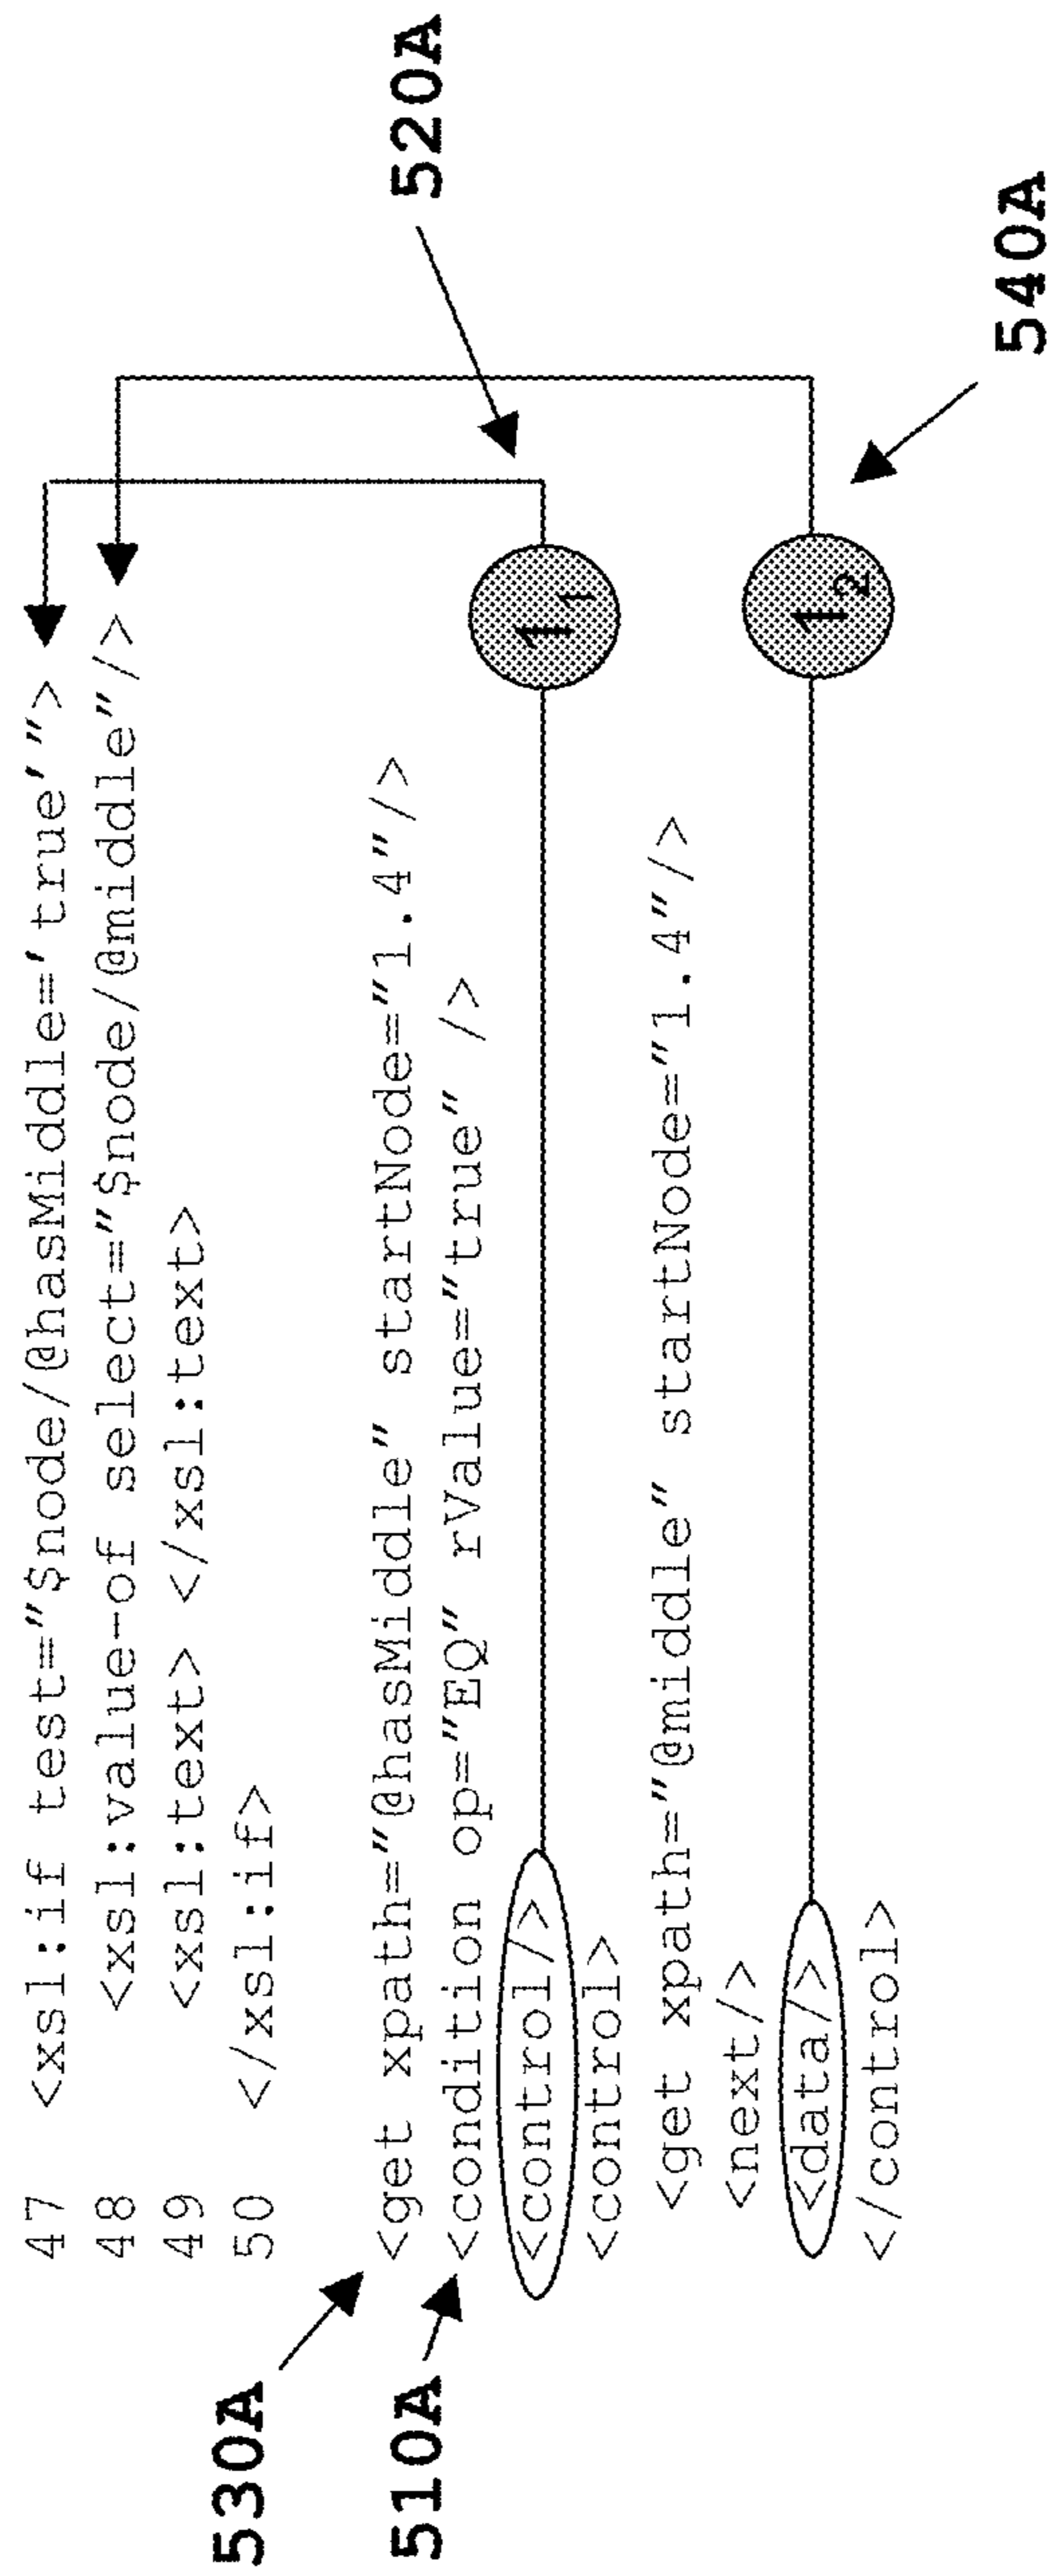 47 <xsl:if test="$node/@hasMiddle='true'">
48 <xsl:value-of select="$node/@middle"/>
49 <xsl:text> </xsl:text>
50 </xsl:if>
530A
510A
<get xpath="@hasMiddle" startNode="1.4"/>
<condition op="EQ" rValue="true" />
<control/>
1₁
520A
<control>
<get xpath="@middle" startNode="1.4"/>
<next/>
<data/>
1₂
540A
</control>